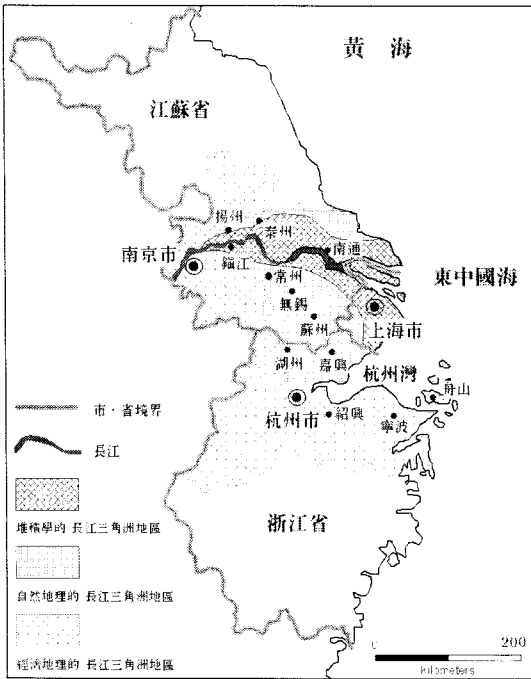 黃海
江蘇省
揚州
泰州
南京市
鎭江
南通
常州
無錫
蘇州
東中國海
上海市
湖州
嘉興
杭州灣
舟山
杭州市
紹興
寧波
浙江省
市・省境界
長江
堆積學的 長江三角洲地區
自然地理的 長江三角洲地區
經濟地理的 長江三角洲地區
0 200
Kilometers